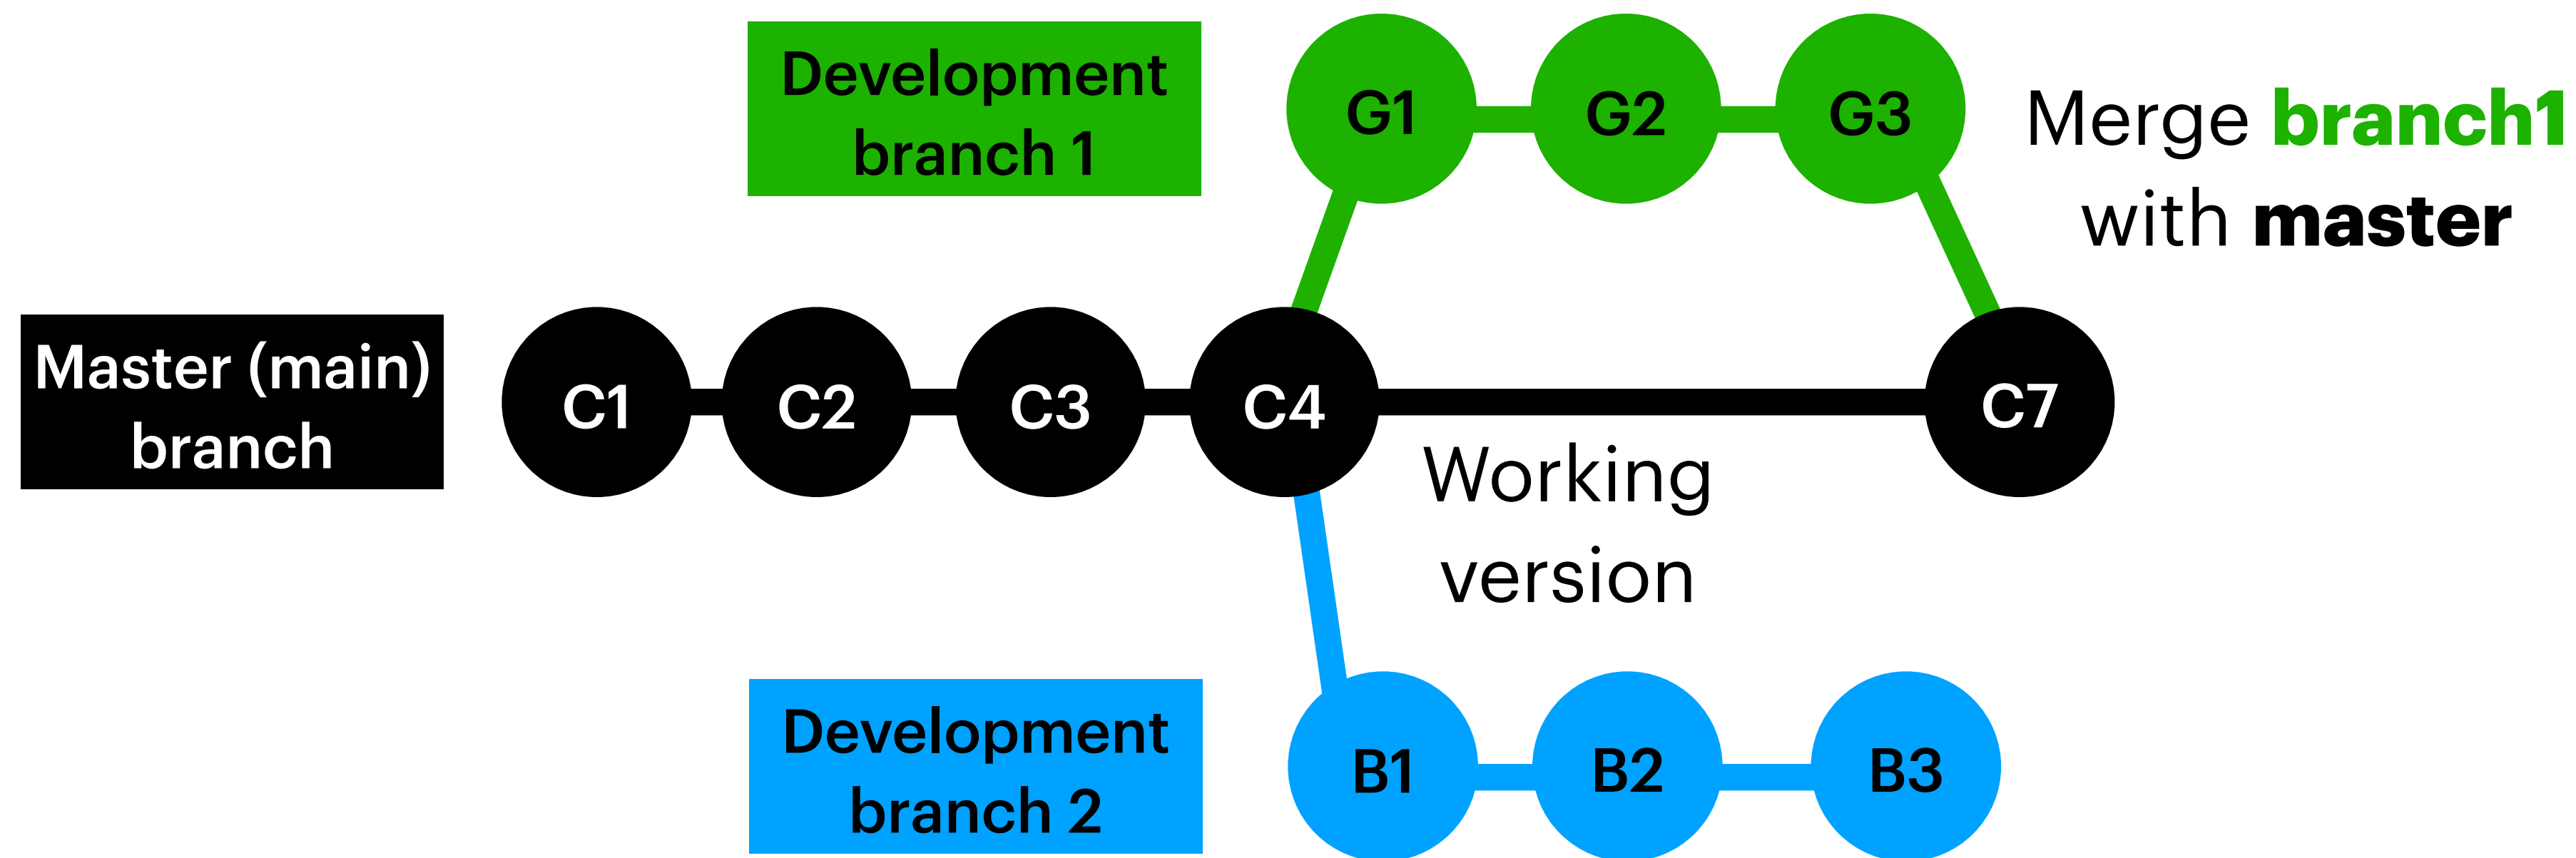 Development
branch 1
G1
G2
G3
Merge branch1
with master
Master (main)
branch
C1
C2
C3
C4
C7
Working
version
Development
branch 2
B1
B2
B3